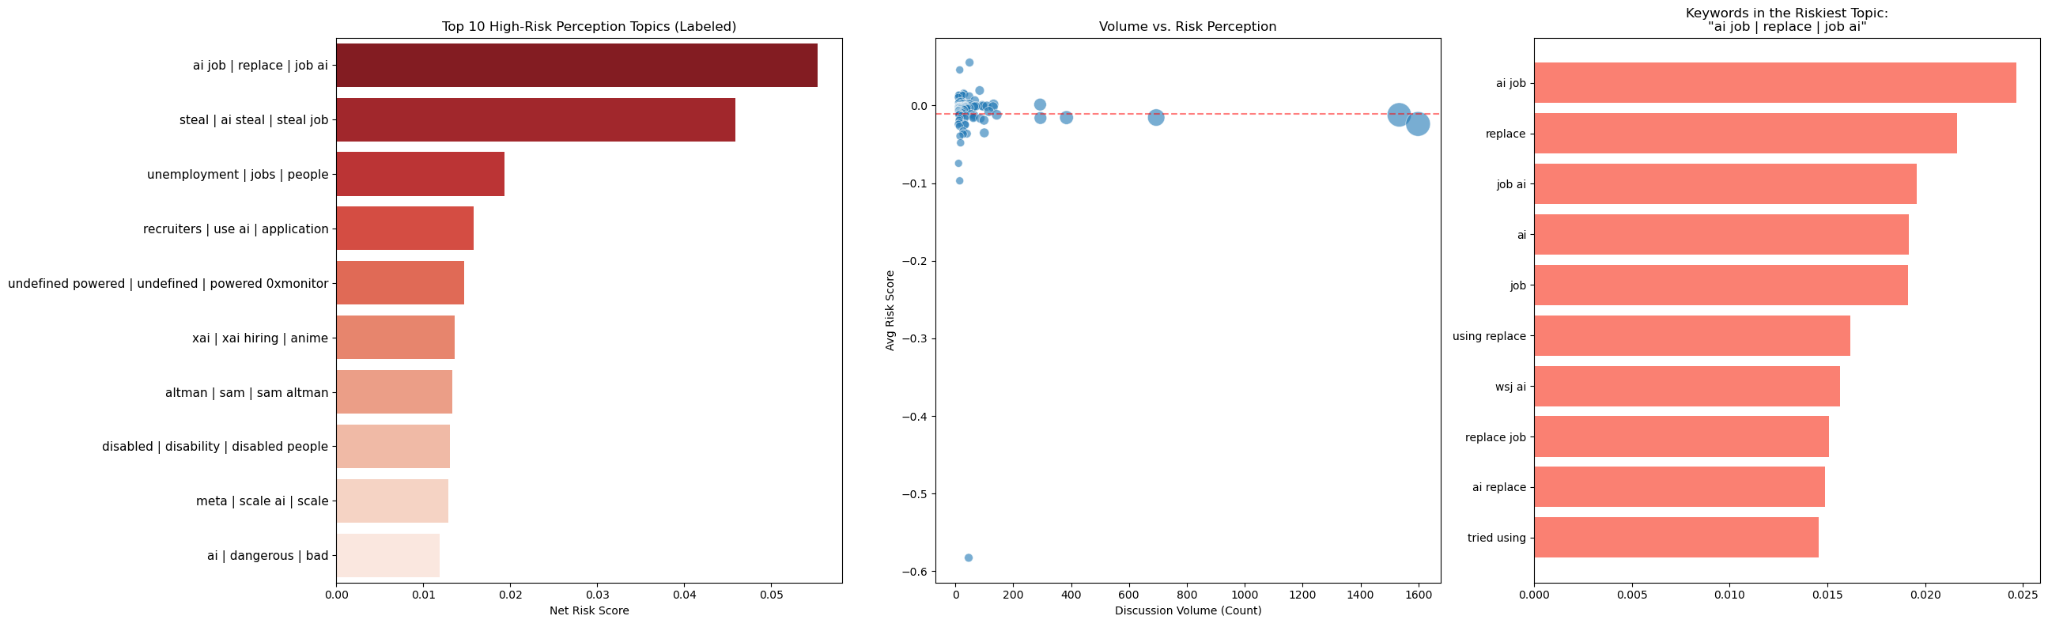 Top 10 High-Risk Perception Topics (Labeled)
ai job | replace | job ai
steal | ai steal | steal job
unemployment | jobs | people
recruiters | use ai | application
undefined powered | undefined | powered 0xmonitor
xai | xai hiring | anime
altman | sam | sam altman
disabled | disability | disabled people
meta | scale ai | scale
ai | dangerous | bad
0.00 0.01 0.02 0.03 0.04 0.05
Net Risk Score
Volume vs. Risk Perception
Avg Risk Score
0.0
−0.1
−0.2
−0.3
−0.4
−0.5
−0.6
0 200 400 600 800 1000 1200 1400 1600
Discussion Volume (Count)
Keywords in the Riskiest Topic:
"ai job | replace | job ai"
ai job
replace
job ai
ai
job
using replace
wsj ai
replace job
ai replace
tried using
0.000 0.005 0.010 0.015 0.020 0.025